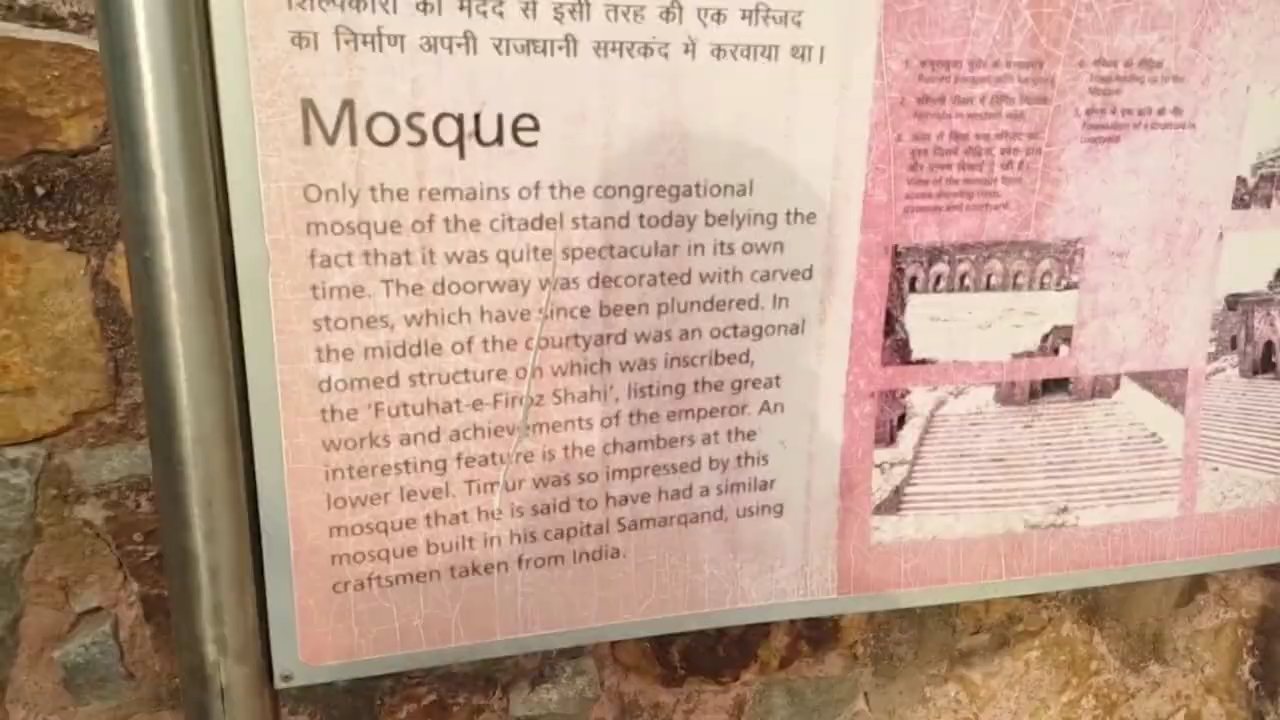 शिल्पकारों की मदद से इसी तरह की एक मस्जिद
का निर्माण अपनी राजधानी समरकंद में करवाया था।
Mosque
Only the remains of the congregational
mosque of the citadel stand today belying the
fact that it was quite spectacular in its own
time. The doorway was decorated with carved
stones, which have since been plundered. In
the middle of the courtyard was an octagonal
domed structure on which was inscribed,
the ‘Futuhat-e-Firoz Shahi’, listing the great
works and achievements of the emperor. An
interesting feature is the chambers at the
lower level. Timur was so impressed by this
mosque that he is said to have had a similar
mosque built in his capital Samarqand, using
craftsmen taken from India.